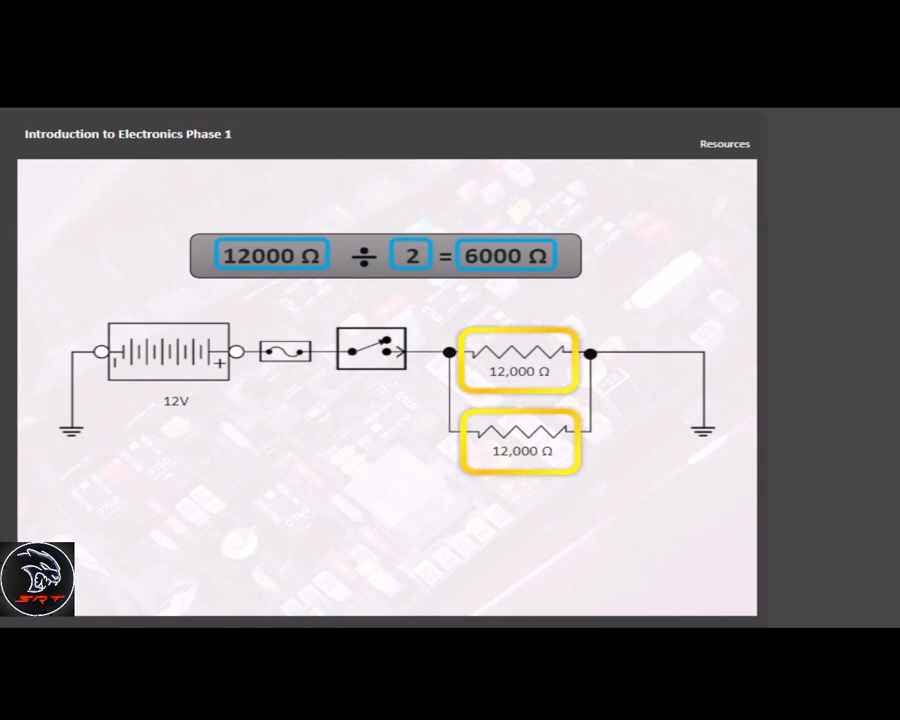 Introduction to Electronics Phase 1
Resources
12000 Ω ÷ 2 = 6000 Ω
12,000 Ω
12V
12,000 Ω
SRT